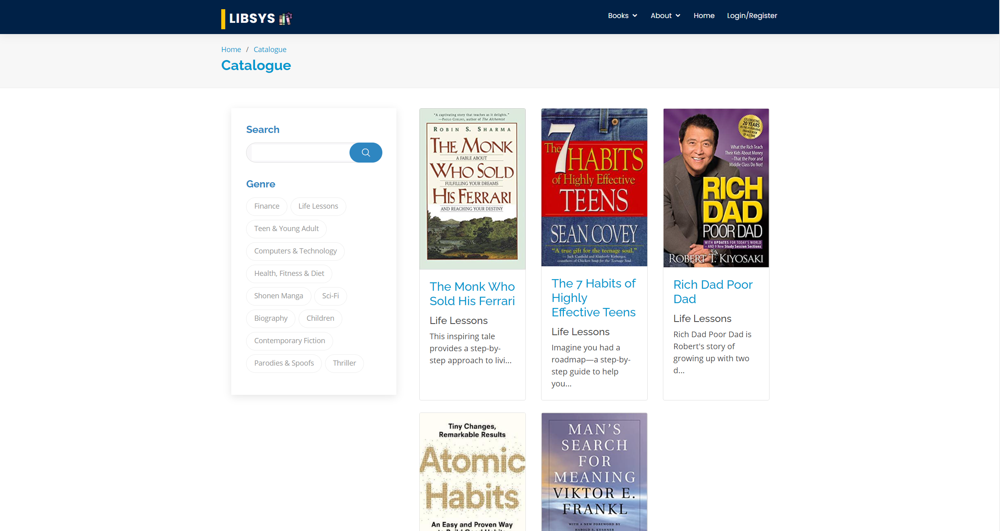 LIBSYS
Books
About
Home
Login/Register
Home / Catalogue
Catalogue
Search
Genre
Finance
Life Lessons
Teen & Young Adult
Computers & Technology
Health, Fitness & Diet
Shonen Manga
Sci-Fi
Biography
Children
Contemporary Fiction
Parodies & Spoofs
Thriller
"A captivating story that teaches as it delights."
—PAULO COELHO, author of The Alchemist
ROBIN S. SHARMA
THE MONK
A FABLE ABOUT
WHO SOLD
FULFILLING YOUR DREAMS
HIS FERRARI
AND REACHING YOUR DESTINY
The Monk Who
Sold His Ferrari
Life Lessons
This inspiring tale
provides a step-by-
step approach to livi...
The 7 HABITS
of Highly Effective
TEENS
SEAN COVEY
"A true gift for the teenage soul."
— Jack Canfield and Kimberly Kirberger,
coauthors of Chicken Soup for the Teenage Soul
The 7 Habits of
Highly
Effective Teens
Life Lessons
Imagine you had a
roadmap—a step-by-
step guide to help
you...
CELEBRATING
20 YEARS
AS THE #1 PERSONAL
FINANCE BOOK
OF ALL TIME
What the Rich Teach
Their Kids About Money
–That the Poor and
Middle Class Do Not!
RICH
DAD
POOR DAD
WITH UPDATES FOR TODAY'S WORLD
– AND 9 New Study Session Sections
ROBERT T. KIYOSAKI
Rich Dad Poor
Dad
Life Lessons
Rich Dad Poor Dad is
Robert's story of
growing up with two
d...
Tiny Changes,
Remarkable Results
Atomic
Habits
An Easy and Proven Way
to Build Good Habits
MAN'S
SEARCH
FOR
MEANING
VIKTOR E.
FRANKL
WITH A NEW FOREWORD BY
HAROLD S. KUSHNER